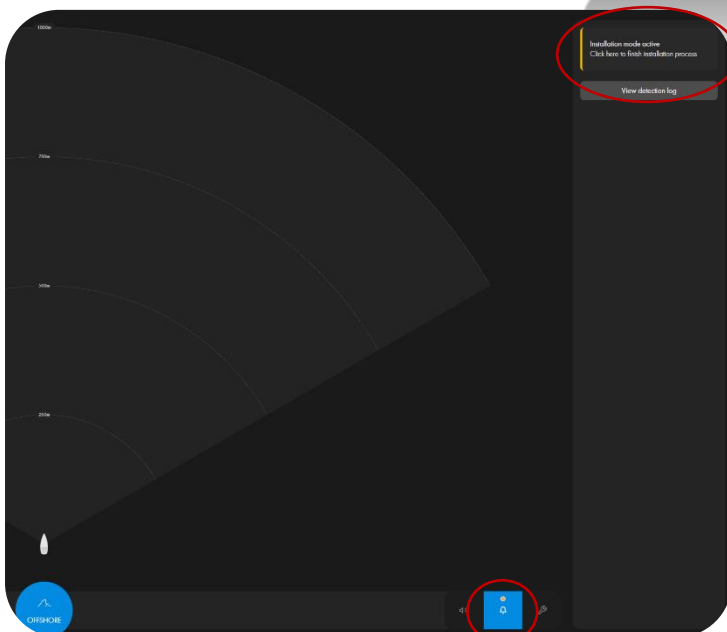 1000m
Installation mode active
Click here to finish installation process
View detection log
750m
500m
250m
OFFSHORE